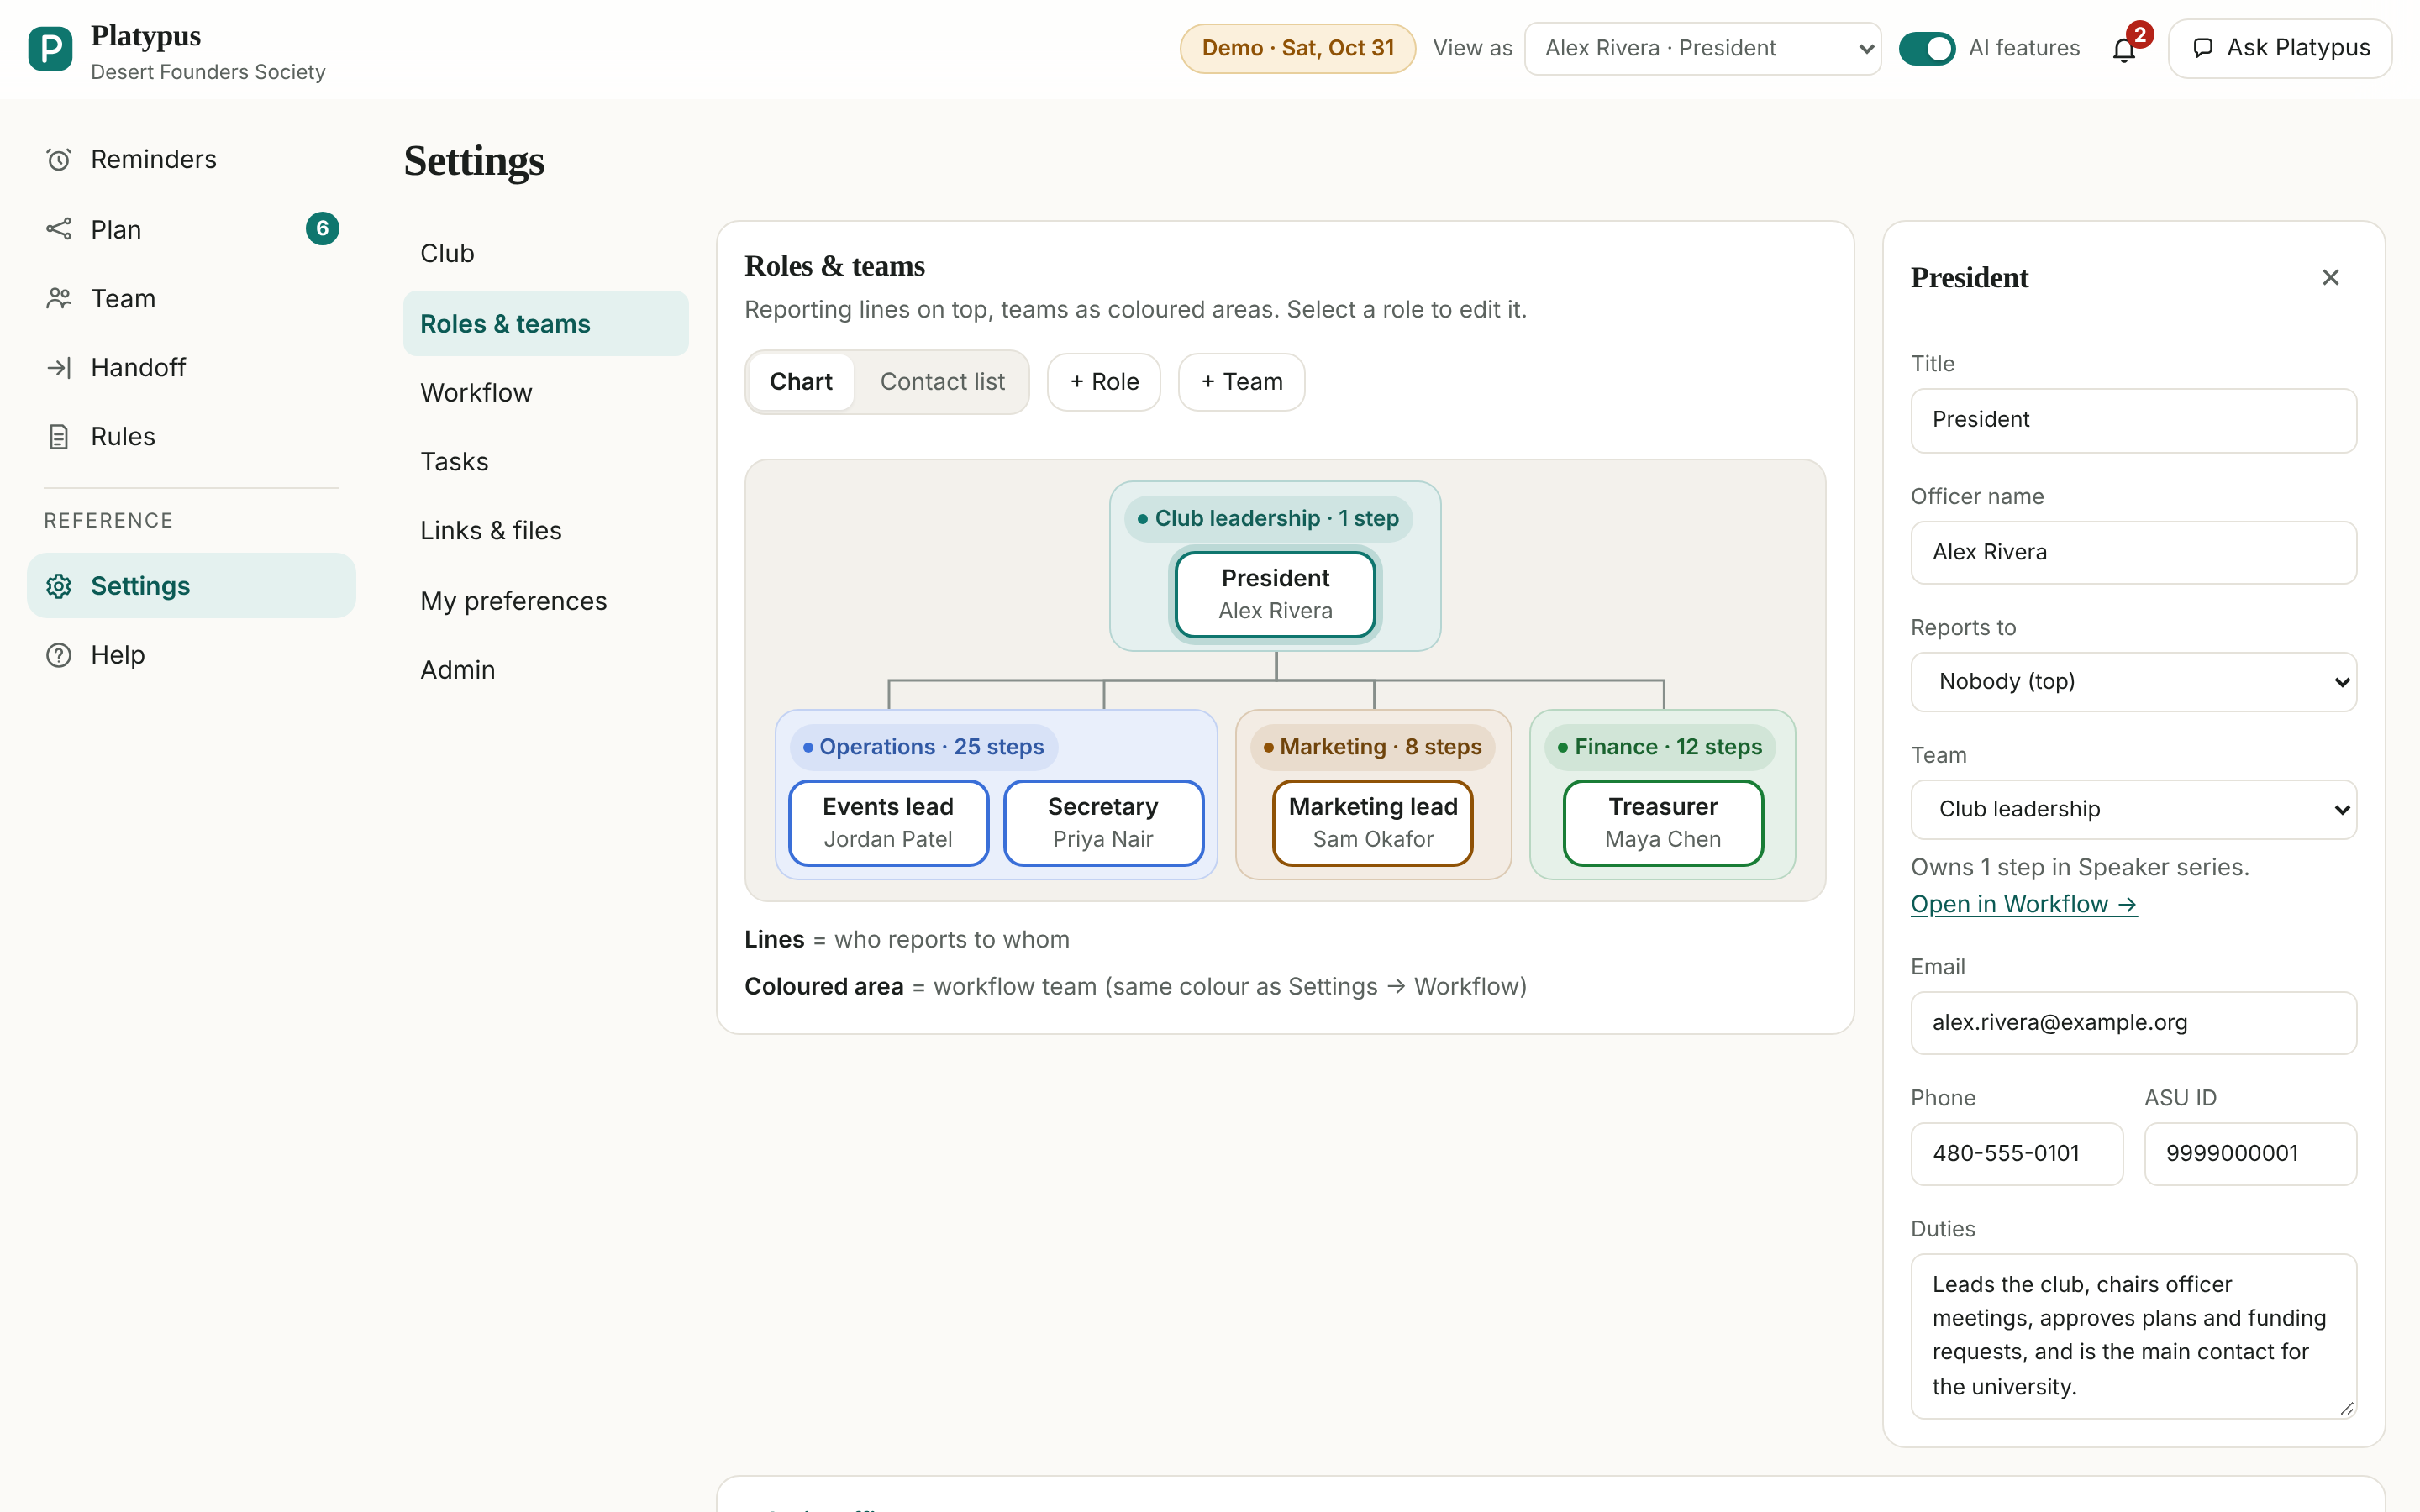 Platypus
Desert Founders Society
Demo · Sat, Oct 31
View as
Alex Rivera · President
AI features
2
Ask Platypus
Reminders
Plan
6
Team
Handoff
Rules
REFERENCE
Settings
Help
Settings
Club
Roles & teams
Workflow
Tasks
Links & files
My preferences
Admin
Roles & teams
Reporting lines on top, teams as coloured areas. Select a role to edit it.
Chart
Contact list
+ Role
+ Team
Club leadership · 1 step
President
Alex Rivera
Operations · 25 steps
Events lead
Jordan Patel
Secretary
Priya Nair
Marketing · 8 steps
Marketing lead
Sam Okafor
Finance · 12 steps
Treasurer
Maya Chen
Lines = who reports to whom
Coloured area = workflow team (same colour as Settings → Workflow)
President
Title
President
Officer name
Alex Rivera
Reports to
Nobody (top)
Team
Club leadership
Owns 1 step in Speaker series.
Open in Workflow →
Email
alex.rivera@example.org
Phone
480-555-0101
ASU ID
9999000001
Duties
Leads the club, chairs officer
meetings, approves plans and funding
requests, and is the main contact for
the university.